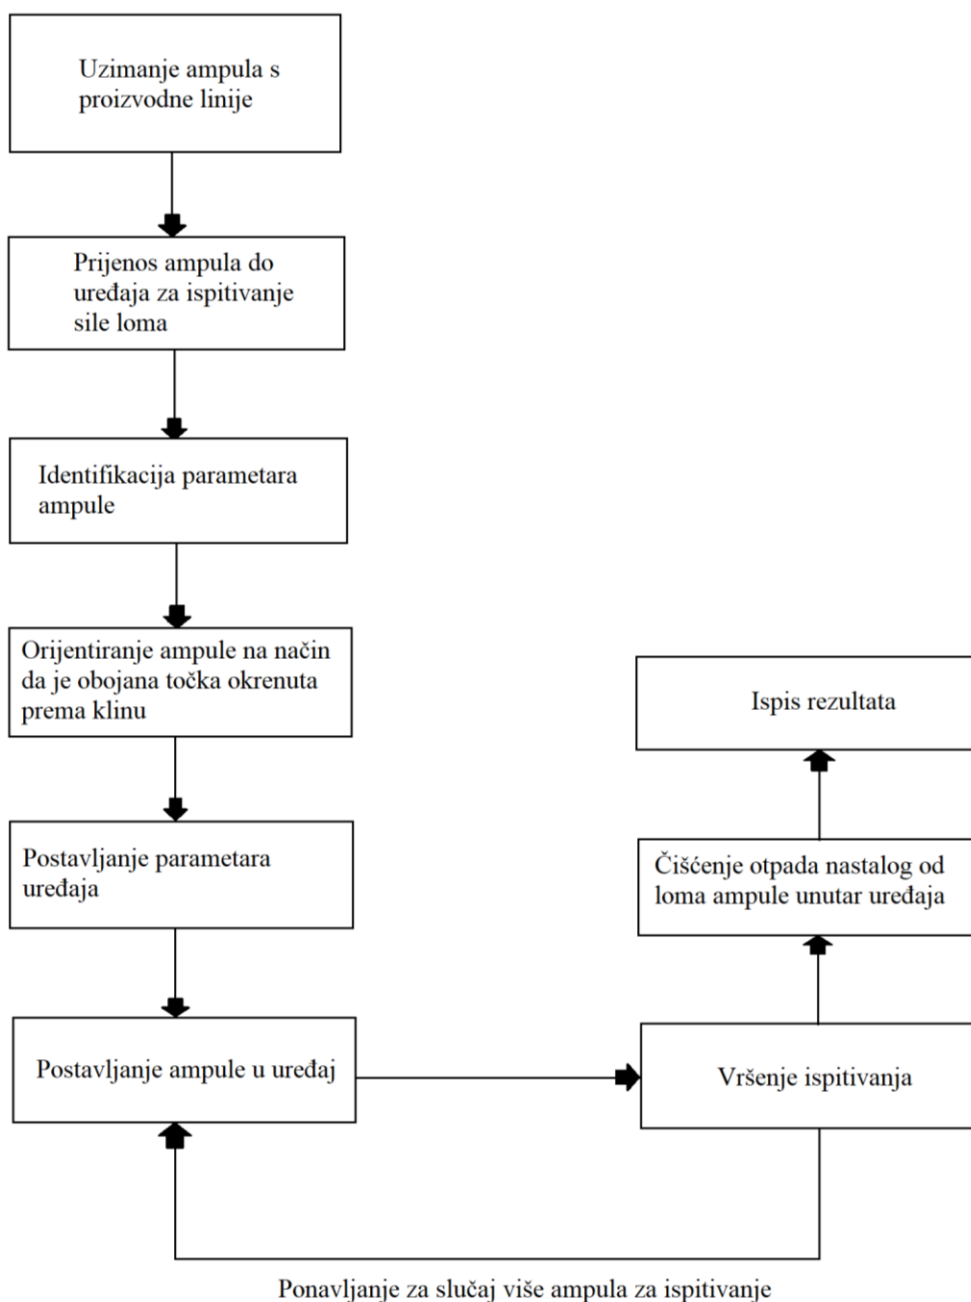 Uzimanje ampula s
proizvodne linije
Prijenos ampula do
uređaja za ispitivanje
sile loma
Identifikacija parametara
ampule
Orijentiranje ampule na način
da je obojana točka okrenuta
prema klinu
Postavljanje parametara
uređaja
Postavljanje ampule u uređaj
Vršenje ispitivanja
Čišćenje otpada nastalog od
loma ampule unutar uređaja
Ispis rezultata
Ponavljanje za slučaj više ampula za ispitivanje